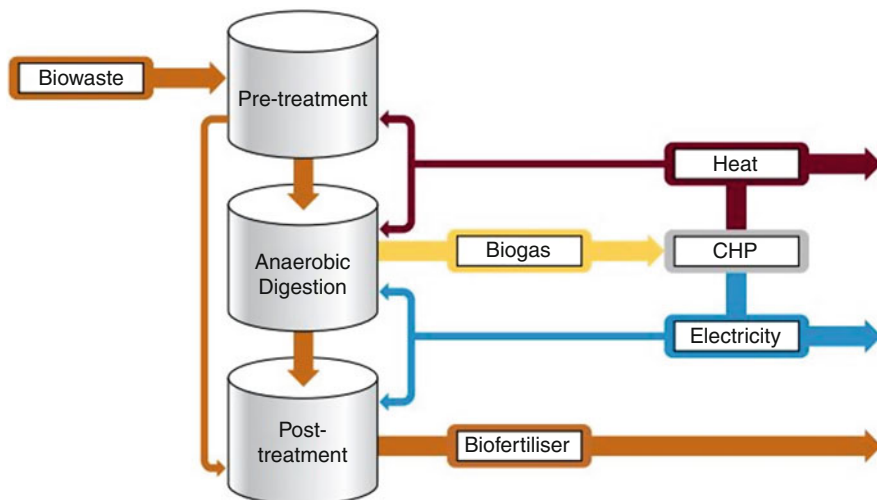 Biowaste
Pre-treatment
Heat
Anaerobic
Digestion
Biogas
CHP
Electricity
Post-
treatment
Biofertiliser